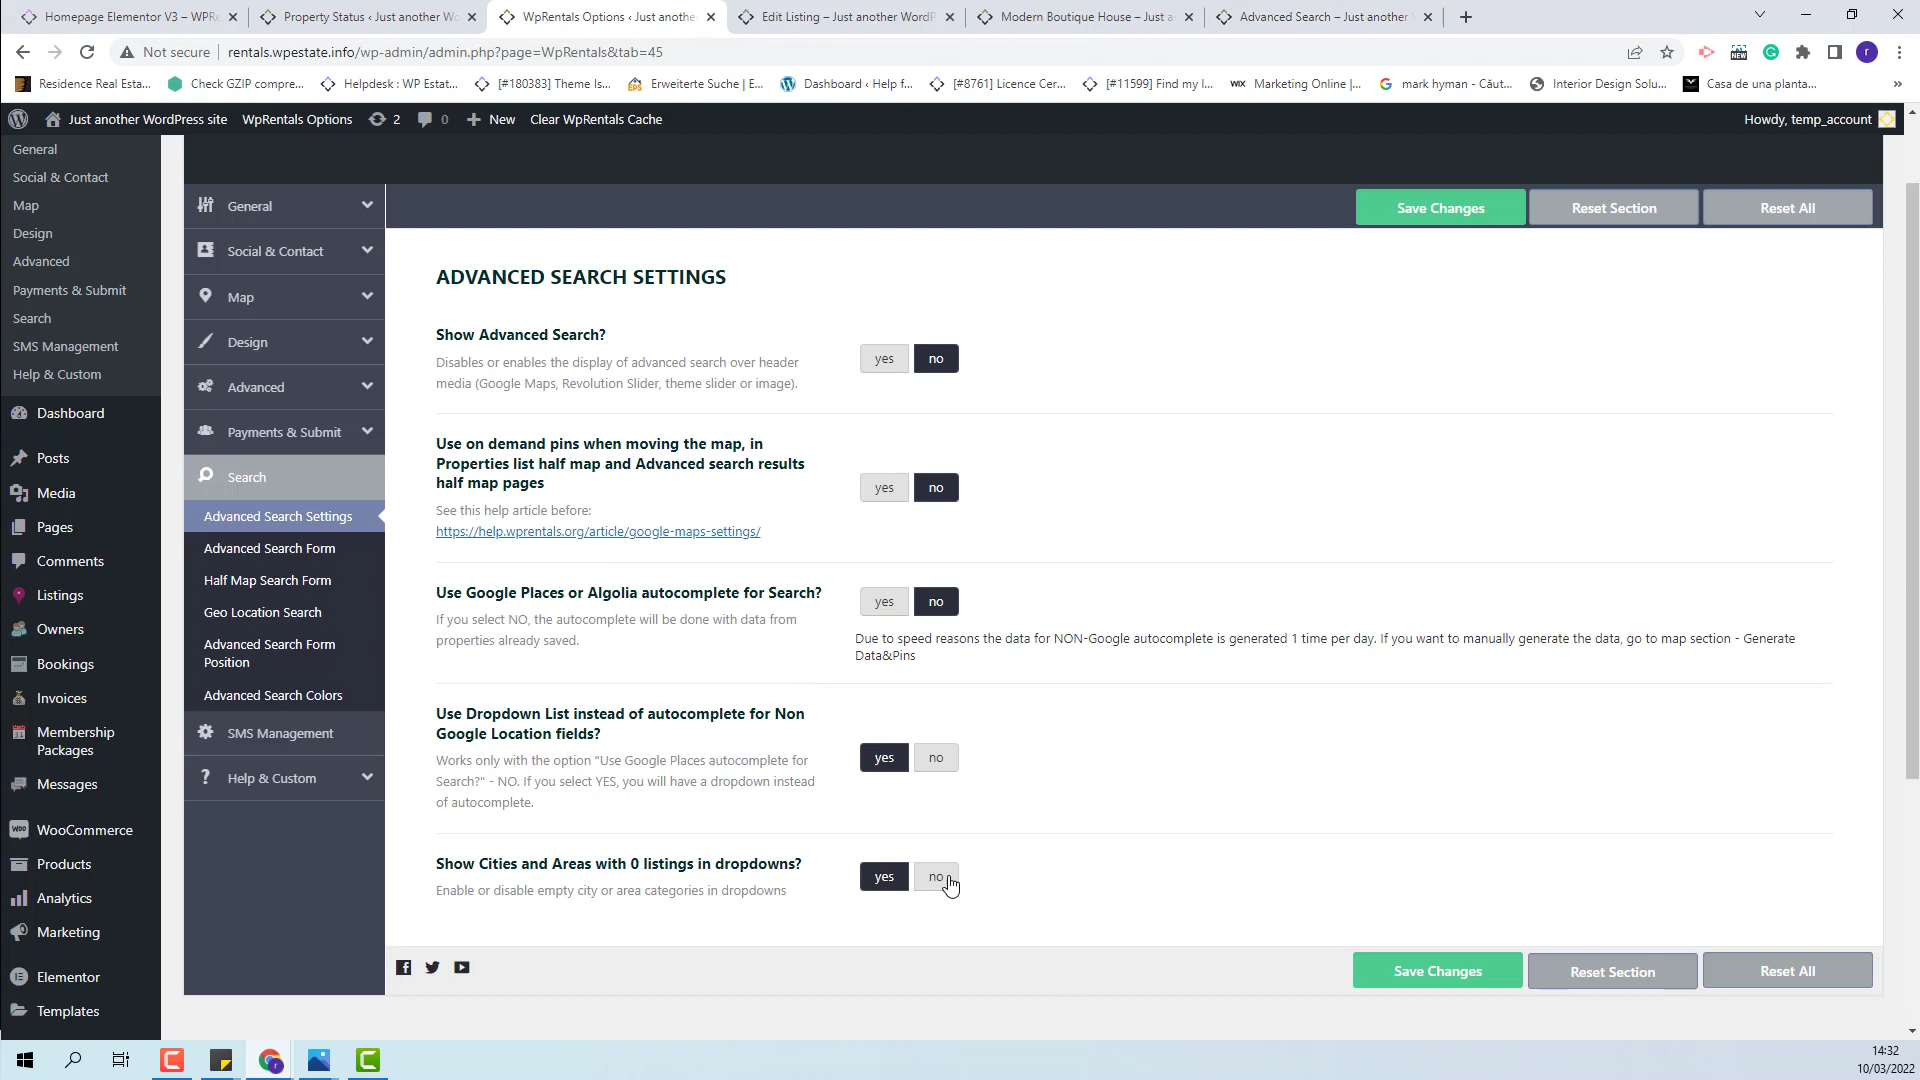 Homepage Elementor V3 – WPRe
Property Status ‹ Just another Wo
WpRentals Options ‹ Just anothe
Edit Listing – Just another WordP
Modern Boutique House – Just a
Advanced Search – Just another
Not secure
rentals.wpestate.info/wp-admin/admin.php?page=WpRentals&tab=45
Residence Real Esta...
Check GZIP compre...
Helpdesk : WP Estat...
[#180383] Theme Is...
Erweiterte Suche | E...
Dashboard ‹ Help f...
[#8761] Licence Cer...
[#11599] Find my l...
WIX
Marketing Online |...
mark hyman - Căut...
Interior Design Solu...
Casa de una planta...
»
Just another WordPress site
WpRentals Options
2
0
New
Clear WpRentals Cache
Howdy, temp_account
General
Social & Contact
Map
Design
Advanced
Payments & Submit
Search
SMS Management
Help & Custom
Dashboard
Posts
Media
Pages
Comments
Listings
Owners
Bookings
Invoices
Membership
Packages
Messages
WooCommerce
Products
Analytics
Marketing
Elementor
Templates
General
Social & Contact
Map
Design
Advanced
Payments & Submit
Search
Advanced Search Settings
Advanced Search Form
Half Map Search Form
Geo Location Search
Advanced Search Form
Position
Advanced Search Colors
SMS Management
Help & Custom
Save Changes
Reset Section
Reset All
ADVANCED SEARCH SETTINGS
Show Advanced Search?
Disables or enables the display of advanced search over header
media (Google Maps, Revolution Slider, theme slider or image).
yes no
Use on demand pins when moving the map, in
Properties list half map and Advanced search results
half map pages
See this help article before:
https://help.wprentals.org/article/google-maps-settings/
yes no
Use Google Places or Algolia autocomplete for Search?
If you select NO, the autocomplete will be done with data from
properties already saved.
yes no
Due to speed reasons the data for NON-Google autocomplete is generated 1 time per day. If you want to manually generate the data, go to map section - Generate
Data&Pins
Use Dropdown List instead of autocomplete for Non
Google Location fields?
Works only with the option "Use Google Places autocomplete for
Search?" - NO. If you select YES, you will have a dropdown instead
of autocomplete.
yes no
Show Cities and Areas with 0 listings in dropdowns?
Enable or disable empty city or area categories in dropdowns
yes no
Save Changes
Reset Section
Reset All
14:32
10/03/2022